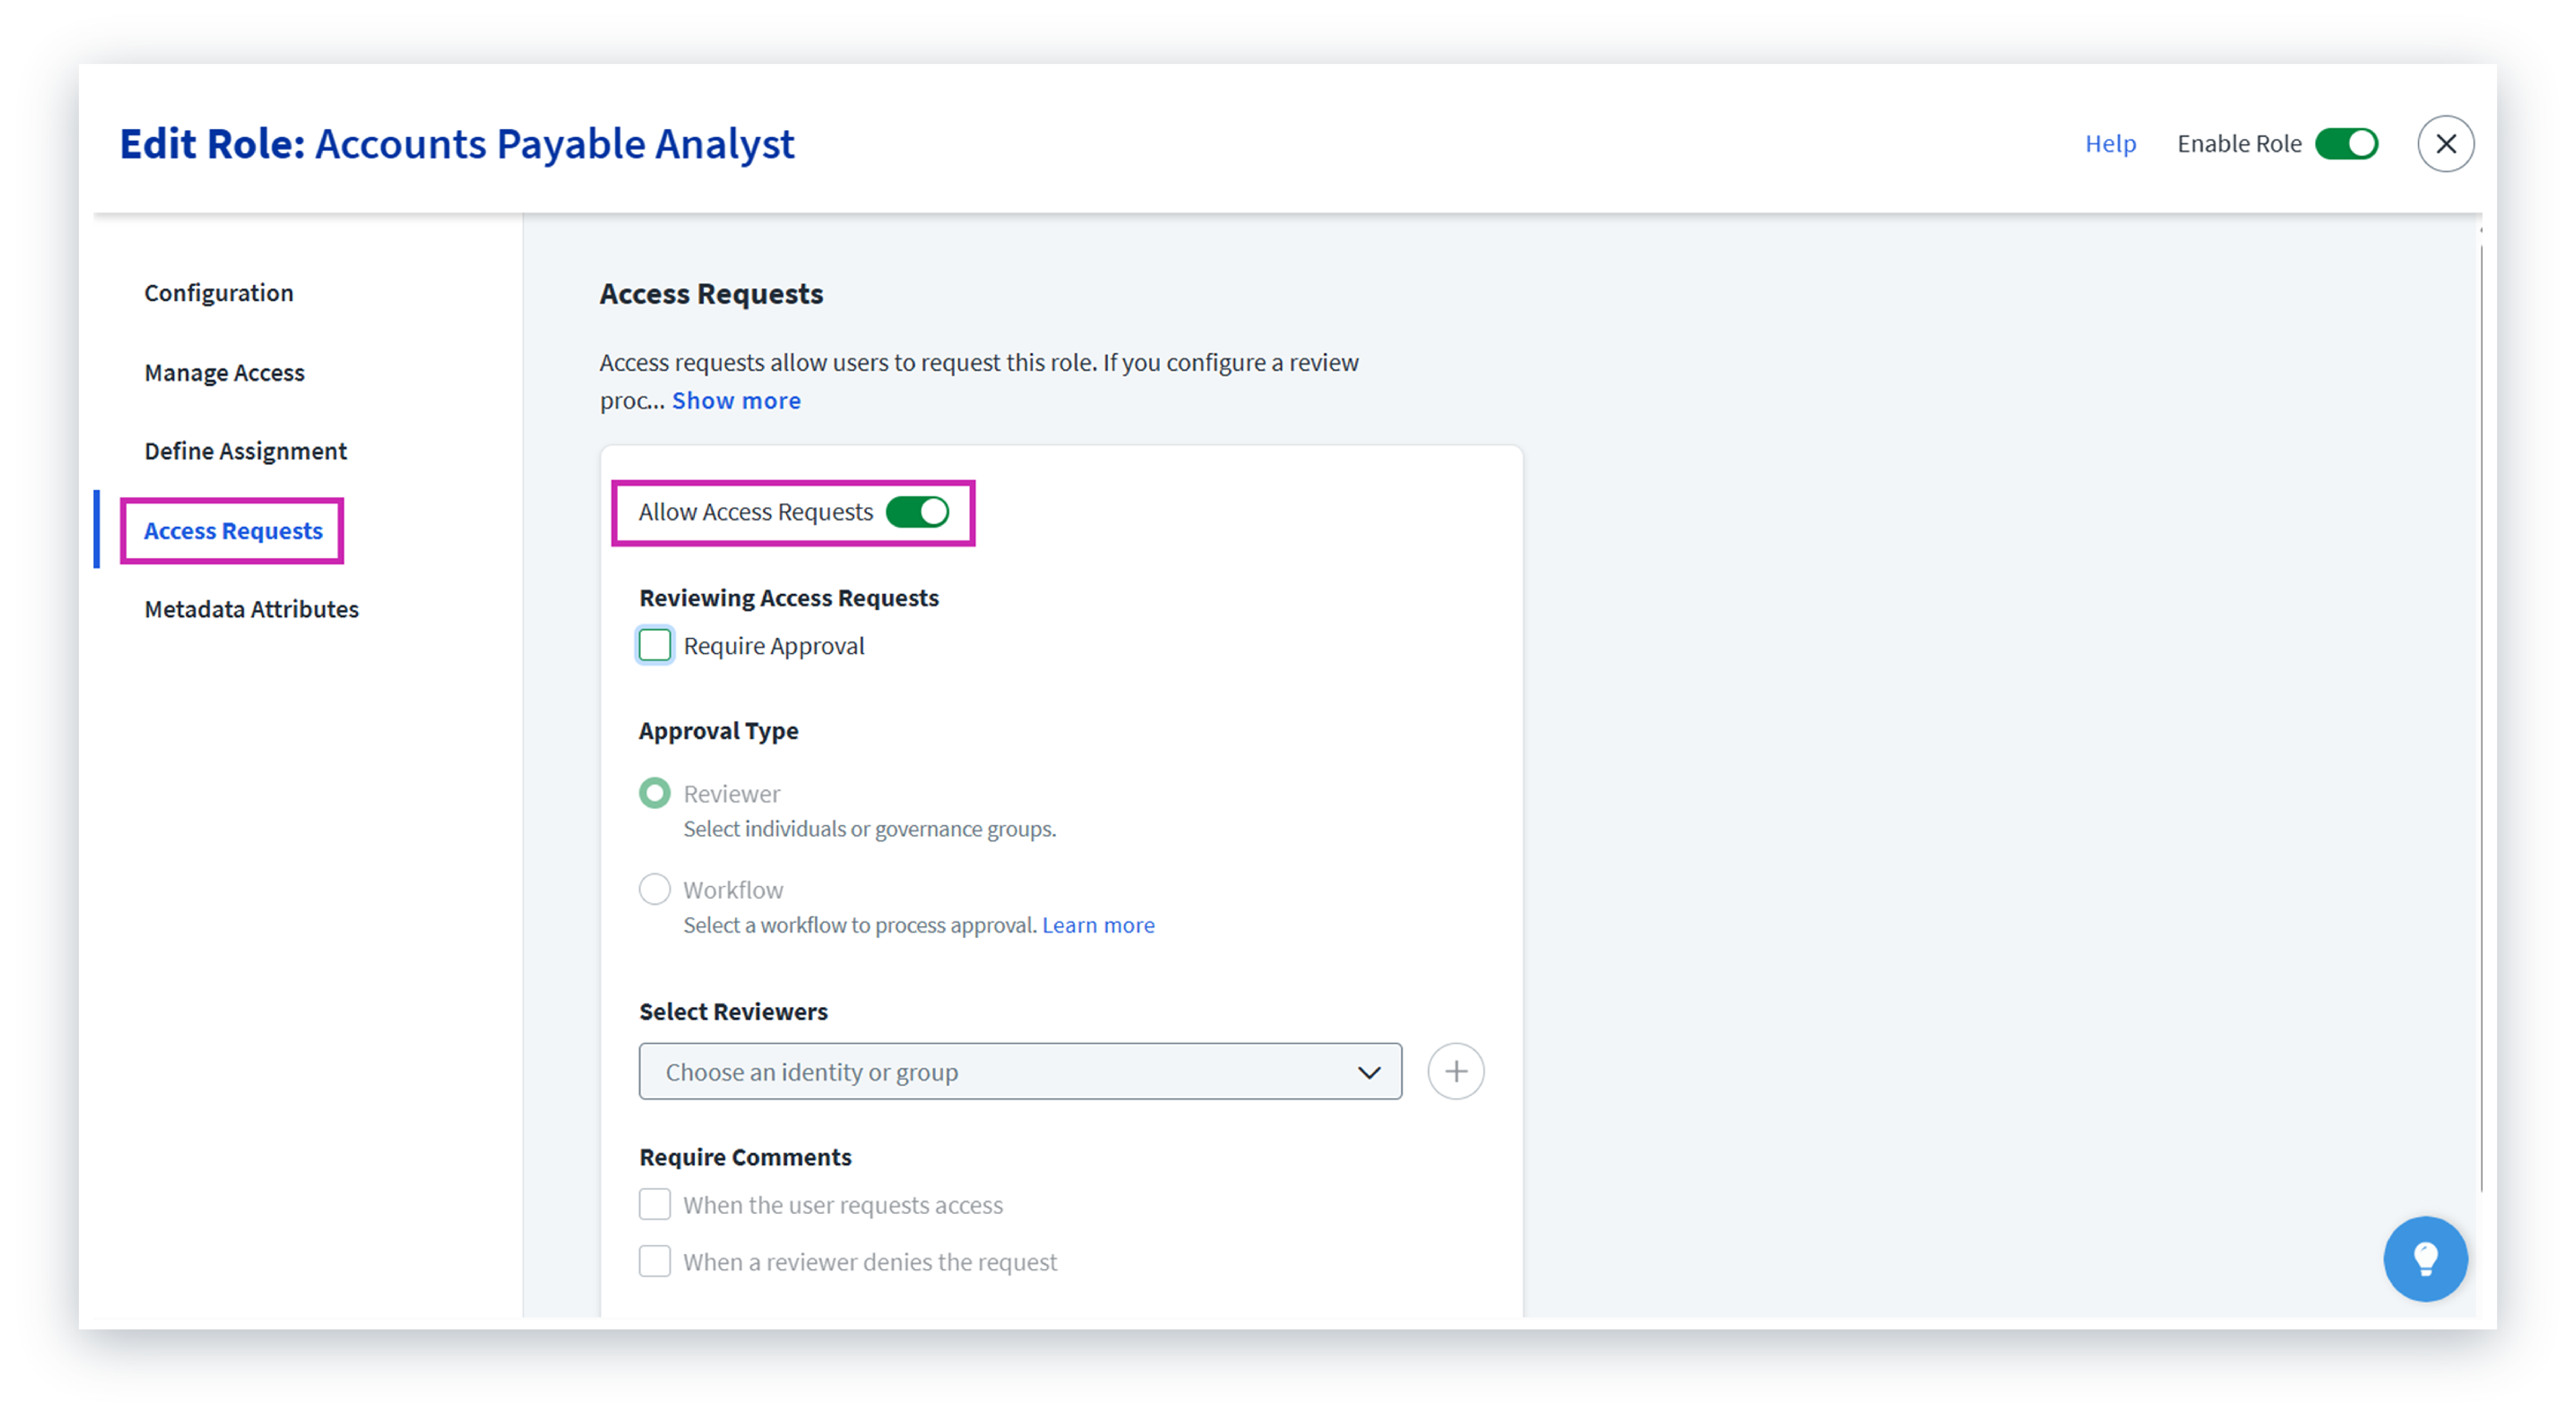 Edit Role: Accounts Payable Analyst
Help
Enable Role
Configuration
Manage Access
Define Assignment
Access Requests
Metadata Attributes
Access Requests
Access requests allow users to request this role. If you configure a review
proc... Show more
Allow Access Requests
Reviewing Access Requests
Require Approval
Approval Type
Reviewer
Select individuals or governance groups.
Workflow
Select a workflow to process approval. Learn more
Select Reviewers
Choose an identity or group
Require Comments
When the user requests access
When a reviewer denies the request